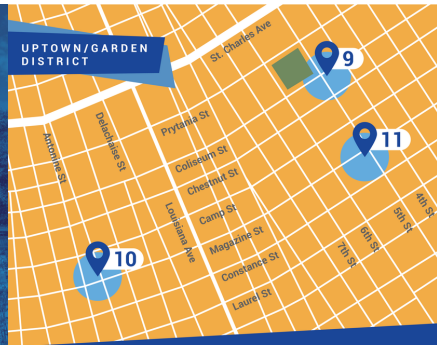 UPTOWN/GARDEN
DISTRICT
St. Charles Ave
9
Prytania St
Delachaise St
Antonine St
11
Coliseum St
Chestnut St
Camp St
Louisiana Ave
Magazine St
4th St
5th St
6th St
7th St
10
Constance St
Laurel St